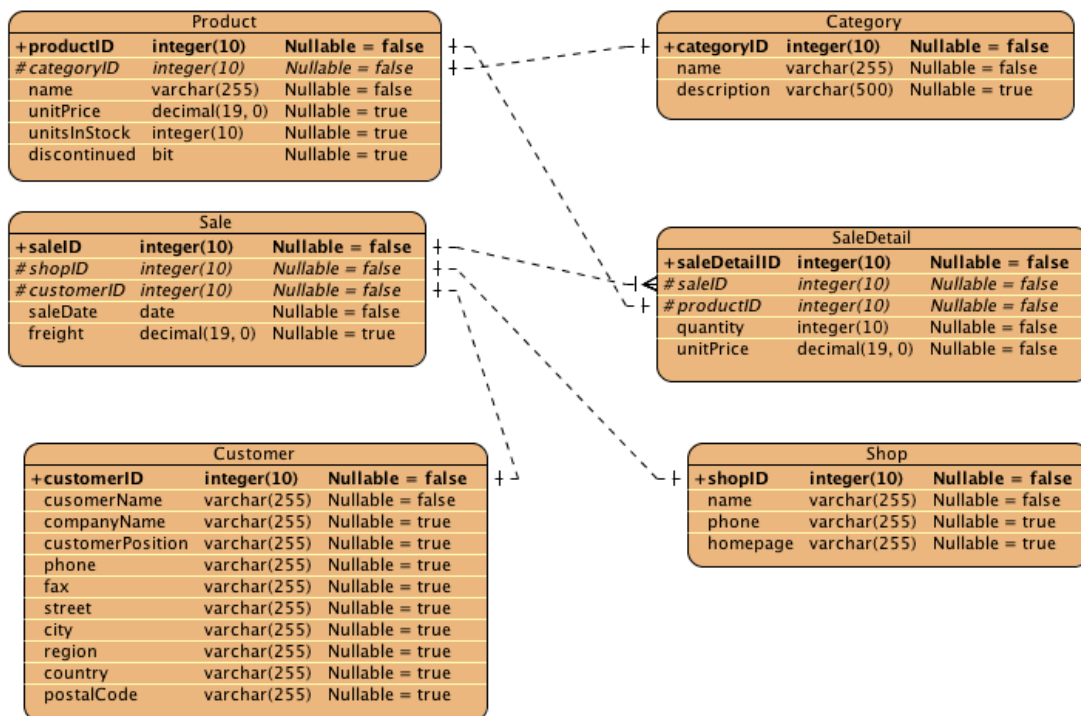 Product
+productID integer(10) Nullable = false
#categoryID integer(10) Nullable = false
name varchar(255) Nullable = false
unitPrice decimal(19, 0) Nullable = true
unitsInStock integer(10) Nullable = true
discontinued bit Nullable = true
Category
+categoryID integer(10) Nullable = false
name varchar(255) Nullable = false
description varchar(500) Nullable = true
Sale
+saleID integer(10) Nullable = false
#shopID integer(10) Nullable = false
#customerID integer(10) Nullable = false
saleDate date Nullable = false
freight decimal(19, 0) Nullable = true
SaleDetail
+saleDetailID integer(10) Nullable = false
#saleID integer(10) Nullable = false
#productID integer(10) Nullable = false
quantity integer(10) Nullable = false
unitPrice decimal(19, 0) Nullable = false
Customer
+customerID integer(10) Nullable = false
cusomerName varchar(255) Nullable = false
companyName varchar(255) Nullable = true
customerPosition varchar(255) Nullable = true
phone varchar(255) Nullable = true
fax varchar(255) Nullable = true
street varchar(255) Nullable = true
city varchar(255) Nullable = true
region varchar(255) Nullable = true
country varchar(255) Nullable = true
postalCode varchar(255) Nullable = true
Shop
+shopID integer(10) Nullable = false
name varchar(255) Nullable = false
phone varchar(255) Nullable = true
homepage varchar(255) Nullable = true